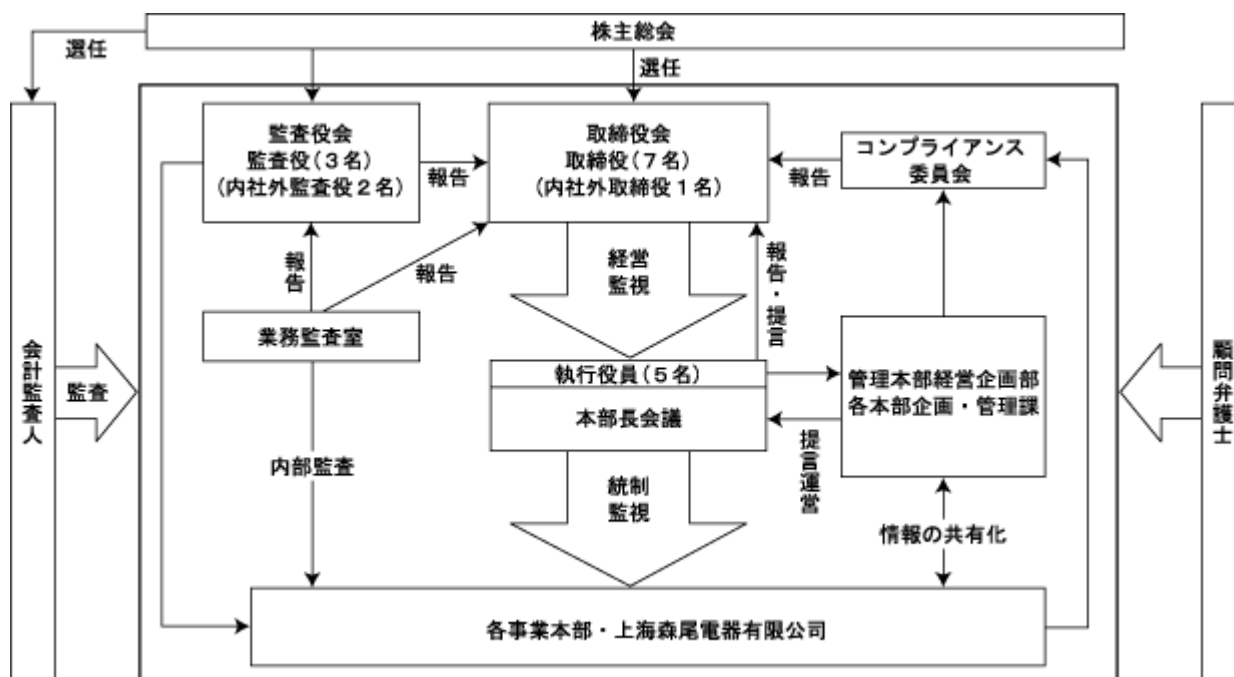 株主総会
選任
選任
監査役会
監査役(３名)
(内社外監査役２名)
報告
取締役会
取締役(７名)
(内社外取締役１名)
報告
コンプライアンス
委員会
報告
報告
経営
監視
報告・提言
業務監査室
会計監査人
監査
執行役員(５名)
本部長会議
管理本部経営企画部
各本部企画・管理課
顧問弁護士
提言運営
内部監査
統制
監視
情報の共有化
各事業本部・上海森尾電器有限公司